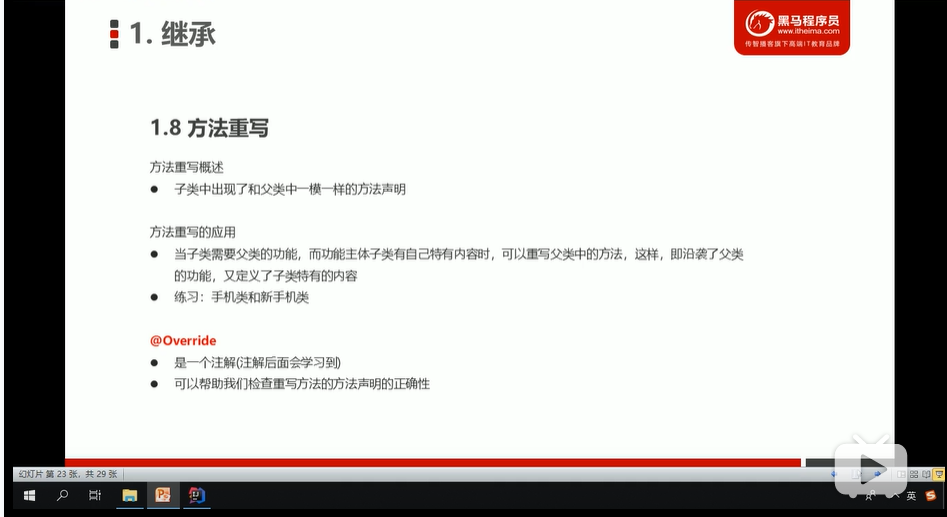 1. 继承
黑马程序员
www.itheima.com
传智播客旗下高端IT教育品牌
1.8 方法重写
方法重写概述
● 子类中出现了和父类中一模一样的方法声明
方法重写的应用
● 当子类需要父类的功能，而功能主体子类有自己特有内容时，可以重写父类中的方法，这样，即沿袭了父类
的功能，又定义了子类特有的内容
● 练习：手机类和新手机类
@Override
● 是一个注解(注解后面会学习到)
● 可以帮助我们检查重写方法的方法声明的正确性
幻灯片 第 23 张，共 29 张
英